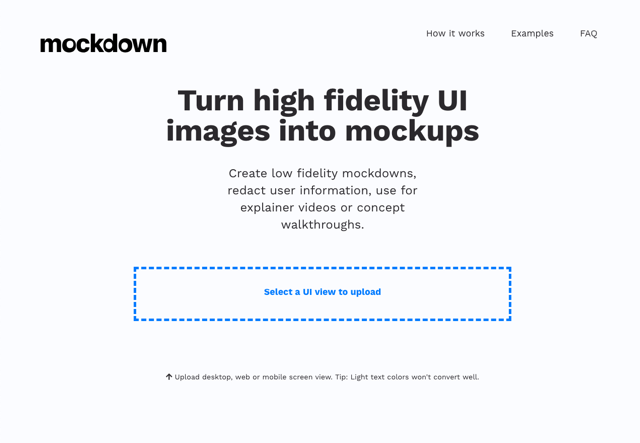 mockdown
How it works
Examples
FAQ
Turn high fidelity UI
images into mockups
Create low fidelity mockdowns,
redact user information, use for
explainer videos or concept
walkthroughs.
Select a UI view to upload
↑ Upload desktop, web or mobile screen view. Tip: Light text colors won't convert well.